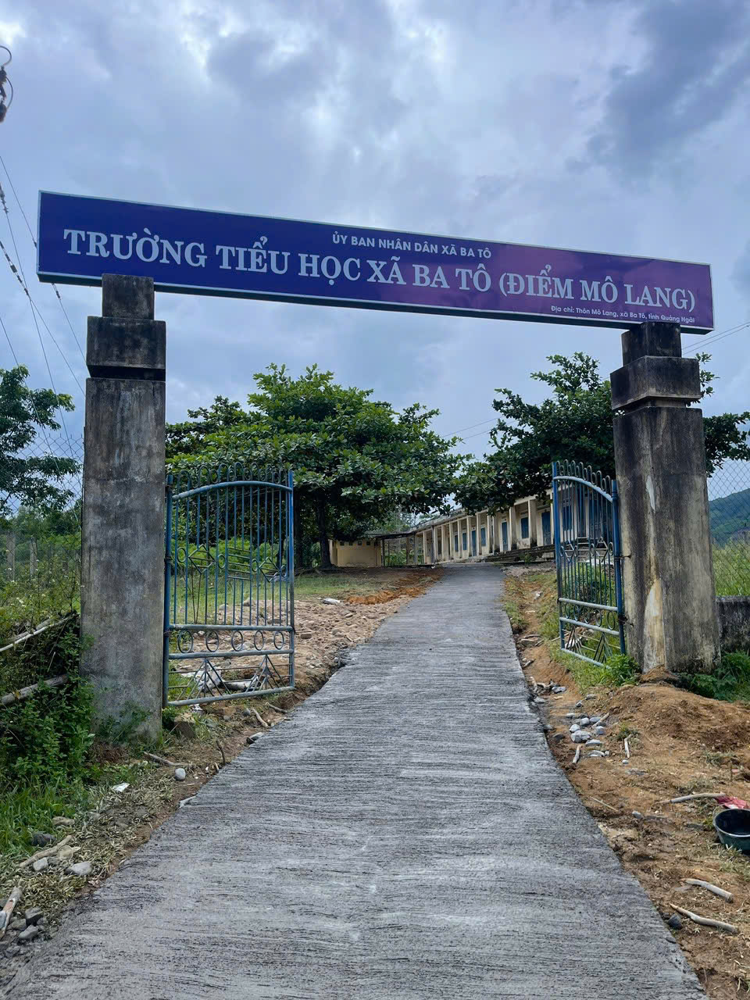 ỦY BAN NHÂN DÂN XÃ BA TÔ
TRƯỜNG TIỂU HỌC XÃ BA TÔ (ĐIỂM MÔ LANG)
Địa chỉ: Thôn Mô Lang, xã Ba Tô, tỉnh Quảng Ngãi